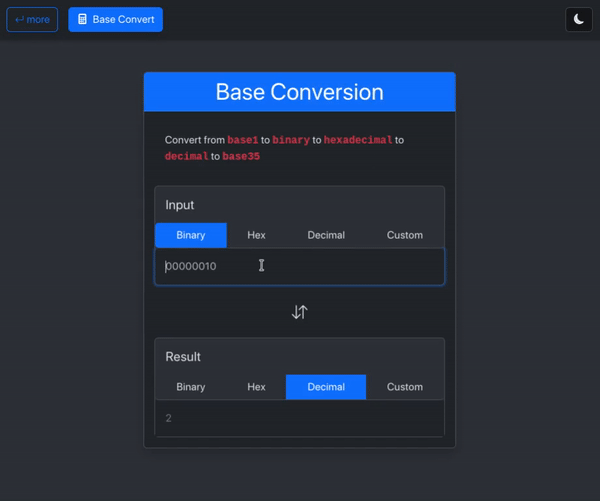 more
Base Convert
Base Conversion
Convert from base1 to binary to hexadecimal to
decimal to base35
Input
Binary Hex Decimal Custom
00000010
Result
Binary Hex Decimal Custom
2